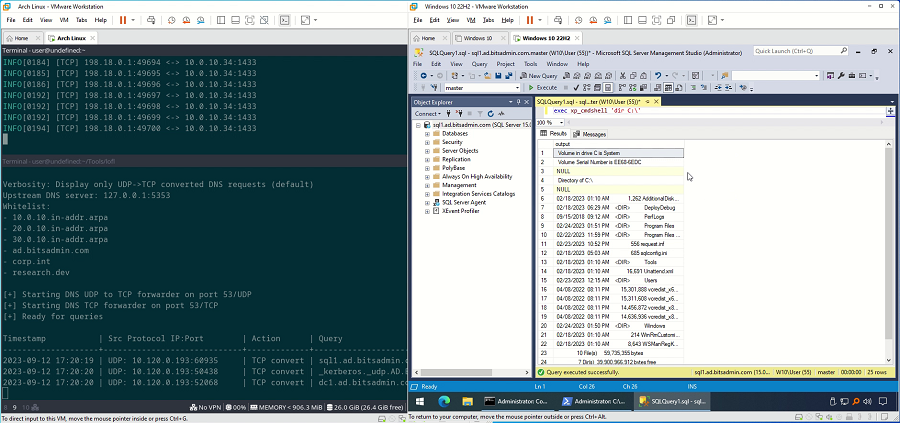 Arch Linux - VMware Workstation
File Edit View VM Tabs Help
Home Arch Linux
Terminal - user@undefined:~
INFO[0184] [TCP] 198.18.0.1:49694 <-> 10.0.10.34:1433
INFO[0185] [TCP] 198.18.0.1:49695 <-> 10.0.10.34:1433
INFO[0186] [TCP] 198.18.0.1:49696 <-> 10.0.10.34:1433
INFO[0192] [TCP] 198.18.0.1:49697 <-> 10.0.10.34:1433
INFO[0192] [TCP] 198.18.0.1:49698 <-> 10.0.10.34:1433
INFO[0192] [TCP] 198.18.0.1:49699 <-> 10.0.10.34:1433
INFO[0194] [TCP] 198.18.0.1:49700 <-> 10.0.10.34:1433
Verbosity: Display only UDP->TCP converted DNS requests (default)
Upstream DNS server: 127.0.0.1:5353
Whitelist:
- 10.0.10.in-addr.arpa
- 20.0.10.in-addr.arpa
- 30.0.10.in-addr.arpa
- ad.bitsadmin.com
- corp.int
- research.dev
[+] Starting DNS UDP to TCP forwarder on port 53/UDP
[+] Starting DNS TCP forwarder on port 53/TCP
[+] Ready for queries
Timestamp | Src Protocol IP:Port | Action | Query
2023-09-12 17:20:19 | UDP: 10.120.0.193:60935 | TCP convert | sql1.ad.bitsadmin
2023-09-12 17:20:20 | UDP: 10.120.0.193:50438 | TCP convert | _kerberos._udp.AD.
2023-09-12 17:20:20 | UDP: 10.120.0.193:52068 | TCP convert | dc1.ad.bitsadmin.c
9 10 No VPN 00% MEMORY < 906.3 MiB 26.0 GiB (26.4 GiB free)
To direct input to this VM, move the mouse pointer inside or press Ctrl+G.
Windows 10 22H2 - VMware Workstation
File Edit View VM Tabs Help
Home Windows 10 Windows 10 22H2
SQLQuery1.sql - sql1.ad.bitsadmin.com.master (W10\User (55))* - Microsoft SQL Server Management Studio (Administrator)
Quick Launch (Ctrl+Q)
File Edit View Query Project Tools Window Help
New Query
master Execute
Object Explorer
Connect
sql1.ad.bitsadmin.com (SQL Server 15.0
Databases
Security
Server Objects
Replication
PolyBase
Always On High Availability
Management
Integration Services Catalogs
SQL Server Agent
XEvent Profiler
SQLQuery1.sql - sql...ter (W10\User (55))*
exec xp_cmdshell 'dir C:\'
100 %
Results Messages
output
1 Volume in drive C is System
2 Volume Serial Number is EE68-6EDC
3 NULL
4 Directory of C:\
5 NULL
6 02/18/2023 01:10 AM 1,262 AdditionalDisk...
7 02/18/2023 06:29 AM <DIR> DeployDebug
8 09/15/2018 09:12 AM <DIR> PerfLogs
9 02/24/2023 01:51 PM <DIR> Program Files
10 02/22/2023 11:59 PM <DIR> Program Files ...
11 02/23/2023 10:52 PM 556 request.inf
12 02/18/2023 05:03 AM 685 sqlconfig.ini
13 02/18/2023 01:10 AM <DIR> Tools
14 02/18/2023 01:10 AM 16,691 Unattend.xml
15 02/23/2023 12:15 AM <DIR> Users
16 04/08/2022 08:11 PM 15,301,888 vcredist_x6...
17 04/08/2022 08:11 PM 15,311,608 vcredist_x6...
18 04/08/2022 08:11 PM 14,456,872 vcredist_x8...
19 04/08/2022 08:11 PM 14,636,936 vcredist_x8...
20 02/24/2023 01:50 PM <DIR> Windows
21 02/18/2023 01:10 AM 214 WinRmCustomi...
22 02/18/2023 01:10 AM 8,643 WSManRegK...
23 10 File(s) 59,735,355 bytes
24 7 Dir(s) 39,900,966,912 bytes free
Query executed successfully. sql1.ad.bitsadmin.com (15.0... W10\User (55) master 00:00:00 25 rows
Ready Ln 1 Col 26 Ch 26 INS
Administrator: Co... Administrator: C:\... SQLQuery1.sql - sq...
To return to your computer, move the mouse pointer outside or press Ctrl+Alt.